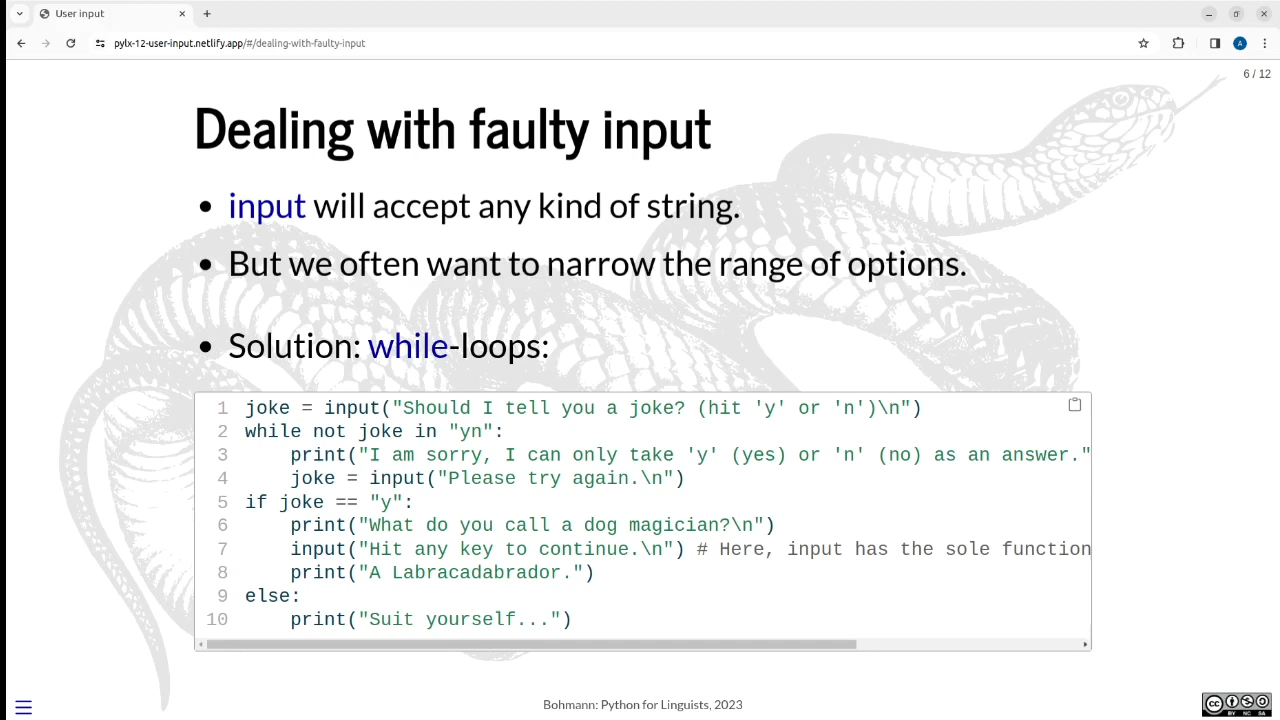 User input
pylx-12-user-input.netlify.app/#/dealing-with-faulty-input
A
6 / 12
Dealing with faulty input
• input will accept any kind of string.
• But we often want to narrow the range of options.
• Solution: while-loops:
1 joke = input("Should I tell you a joke? (hit 'y' or 'n')\n")
2 while not joke in "yn":
3     print("I am sorry, I can only take 'y' (yes) or 'n' (no) as an answer."
4     joke = input("Please try again.\n")
5 if joke == "y":
6     print("What do you call a dog magician?\n")
7     input("Hit any key to continue.\n") # Here, input has the sole function
8     print("A Labracadabrador.")
9 else:
10     print("Suit yourself...")
Bohmann: Python for Linguists, 2023
CC BY NC SA